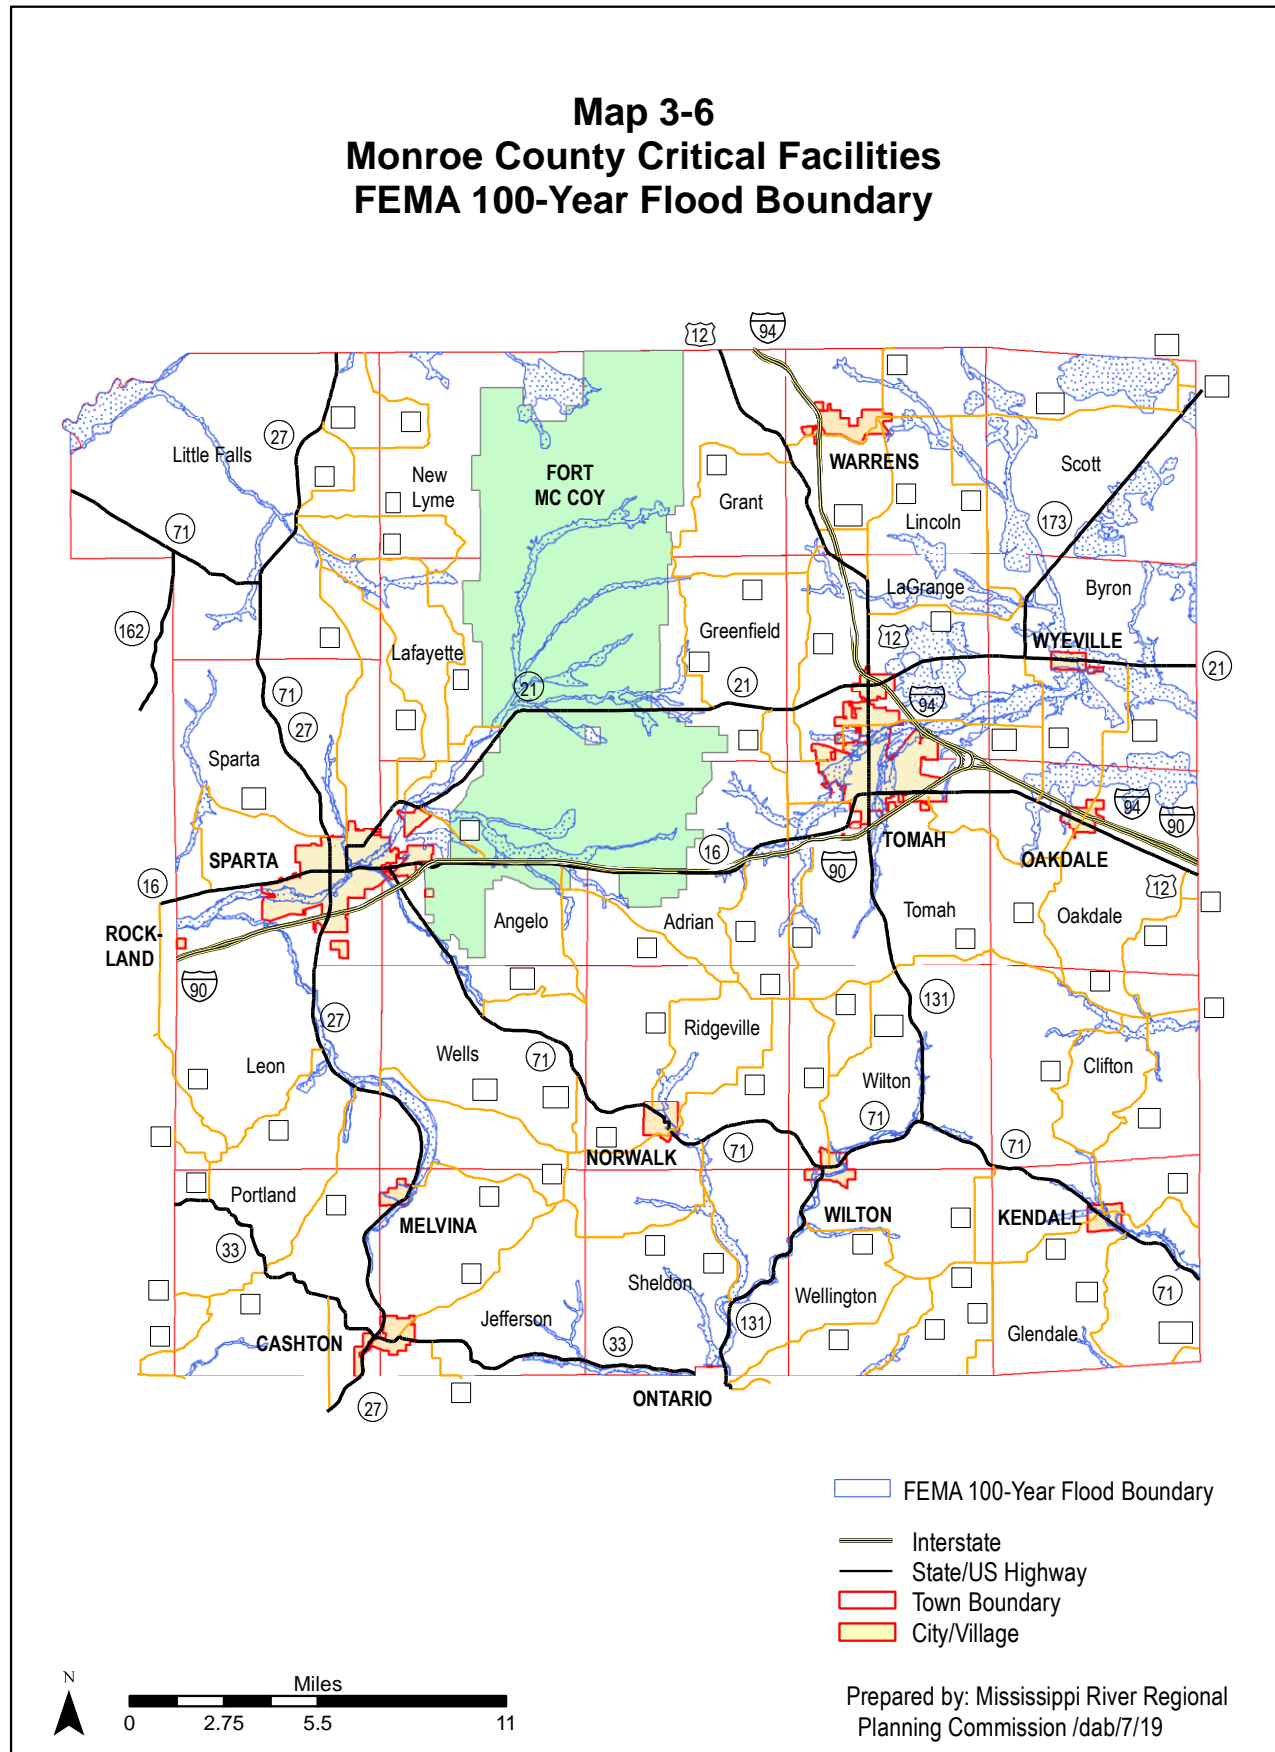 Map 3-6
Monroe County Critical Facilities
FEMA 100-Year Flood Boundary
12
94
27
Little Falls
New
Lyme
FORT
MC COY
Grant
WARRENS
Scott
Lincoln
173
71
162
LaGrange
Byron
Greenfield
12
WYEVILLE
Lafayette
21
21
21
71
27
94
Sparta
94
90
SPARTA
16
16
TOMAH
OAKDALE
90
12
ROCK-
LAND
Angelo
Adrian
Tomah
Oakdale
90
131
27
Ridgeville
Leon
Wells
71
Clifton
Wilton
71
71
71
NORWALK
Portland
MELVINA
WILTON
KENDALL
33
Sheldon
71
Wellington
Jefferson
131
Glendale
CASHTON
33
ONTARIO
27
FEMA 100-Year Flood Boundary
Interstate
State/US Highway
Town Boundary
City/Village
N
Miles
0 2.75 5.5 11
Prepared by: Mississippi River Regional
Planning Commission /dab/7/19